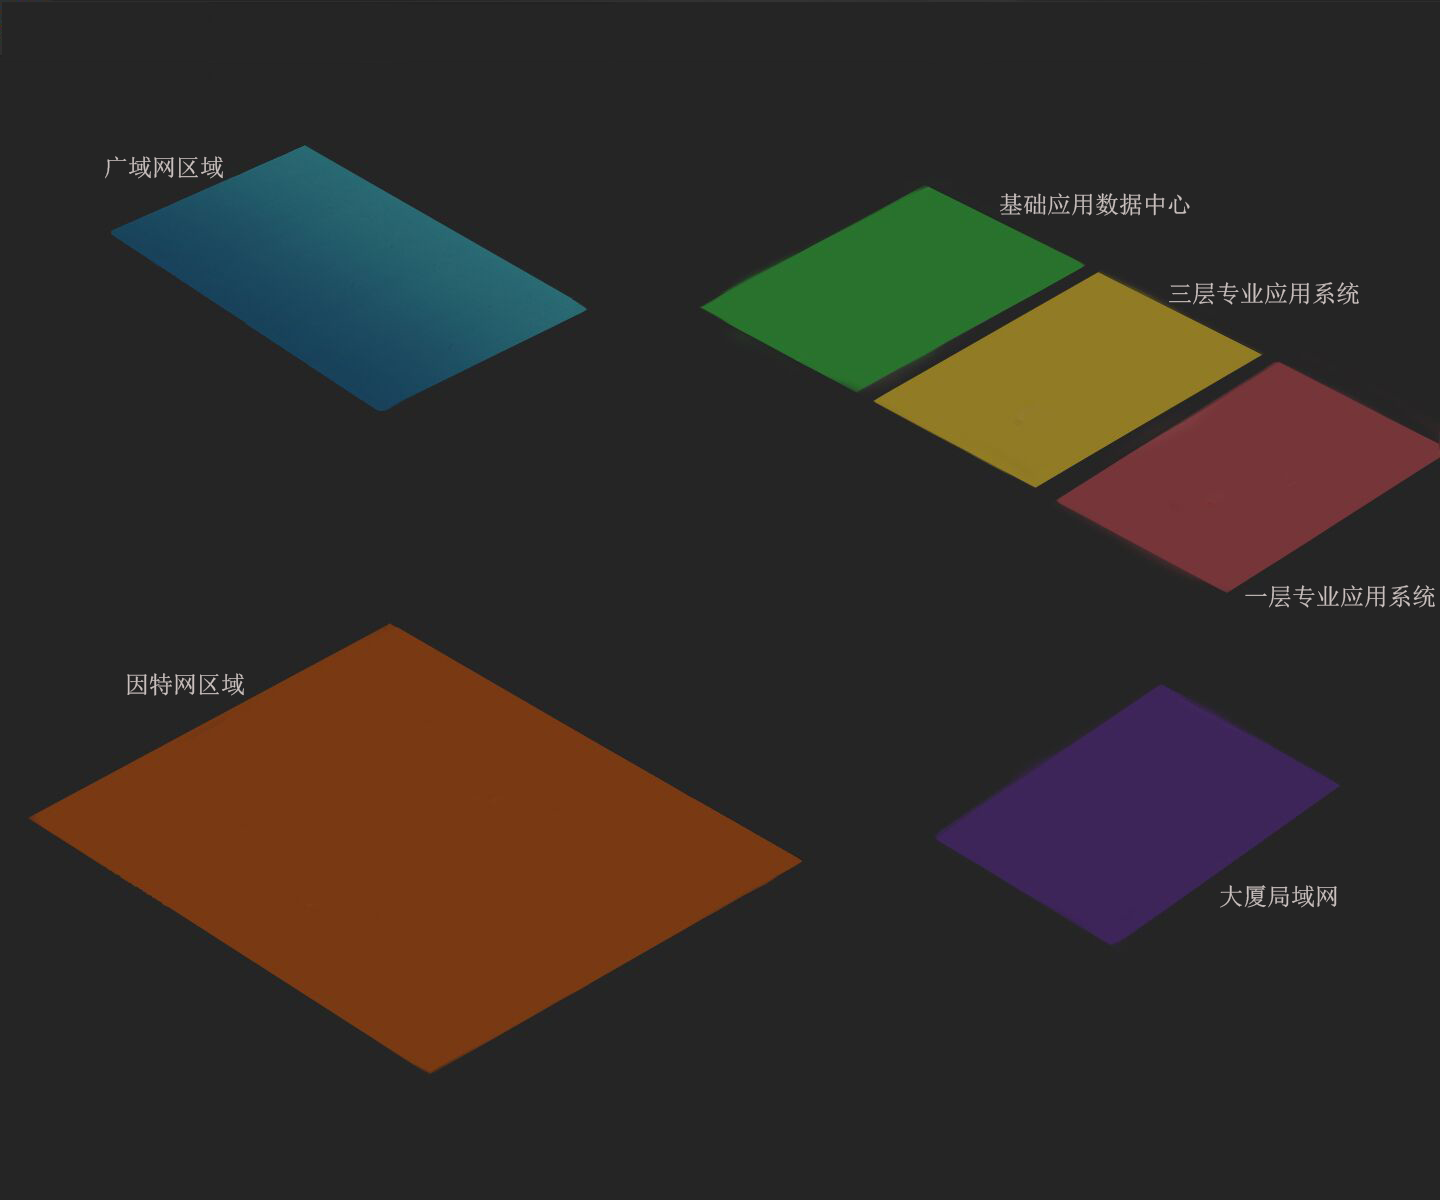 广域网区域
基础应用数据中心
三层专业应用系统
一层专业应用系统
因特网区域
大厦局域网